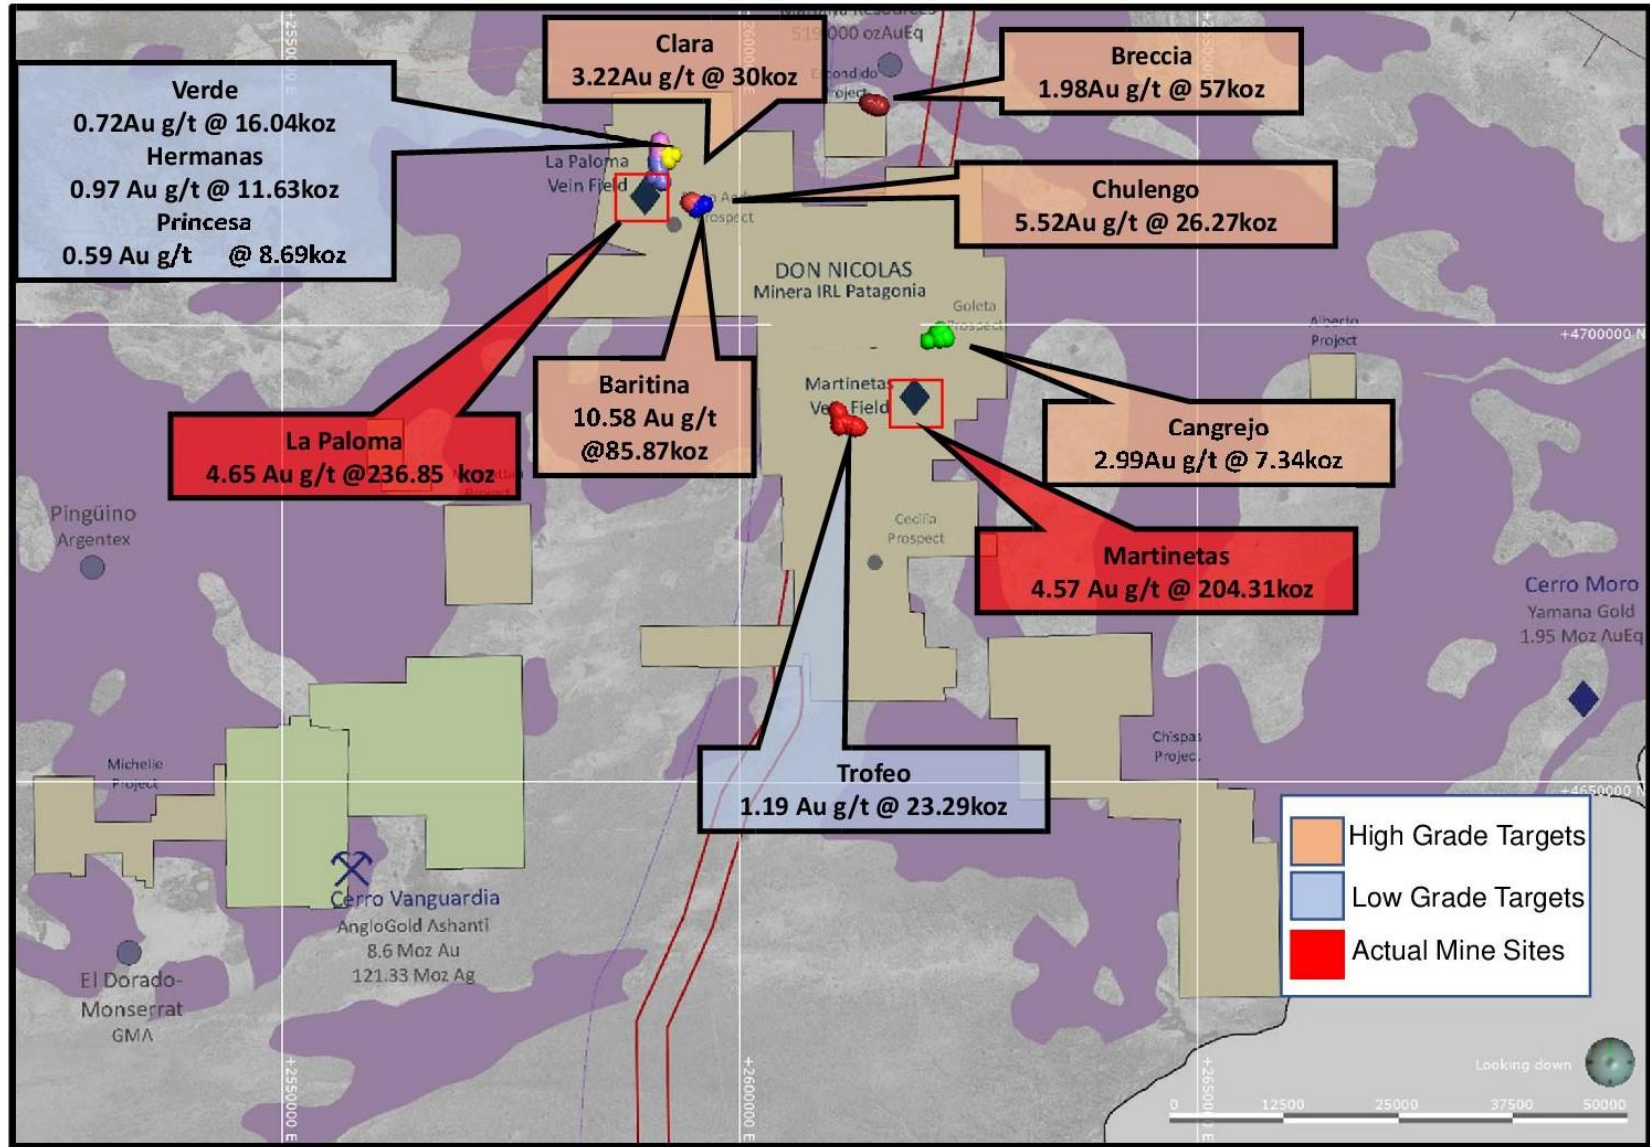 Resources
519 000 ozAuEq
Clara
3.22Au g/t @ 30koz
Breccia
1.98Au g/t @ 57koz
Verde
0.72Au g/t @ 16.04koz
Hermanas
0.97 Au g/t @ 11.63koz
Princesa
0.59 Au g/t @ 8.69koz
La Paloma
Vein Field
Prospect
Chulengo
5.52Au g/t @ 26.27koz
DON NICOLAS
Minera IRL Patagonia
Goleta
Prospect
Alberto
Project
+4700000 N
Baritina
10.58 Au g/t
@85.87koz
Martinetas
Vein Field
La Paloma
4.65 Au g/t @236.85 koz
Project
Cangrejo
2.99Au g/t @ 7.34koz
Pingüino
Argentex
Cecilia
Prospect
Martinetas
4.57 Au g/t @ 204.31koz
Cerro Moro
Yamana Gold
1.95 Moz AuEq
Chispas
Project
Michelle
Project
Trofeo
1.19 Au g/t @ 23.29koz
+4650000 N
High Grade Targets
Low Grade Targets
Actual Mine Sites
Cerro Vanguardia
AngloGold Ashanti
8.6 Moz Au
121.33 Moz Ag
El Dorado-
Monserrat
GMA
+2550000 E
+2600000 E
+2650000 E
Looking down
0 12500 25000 37500 50000